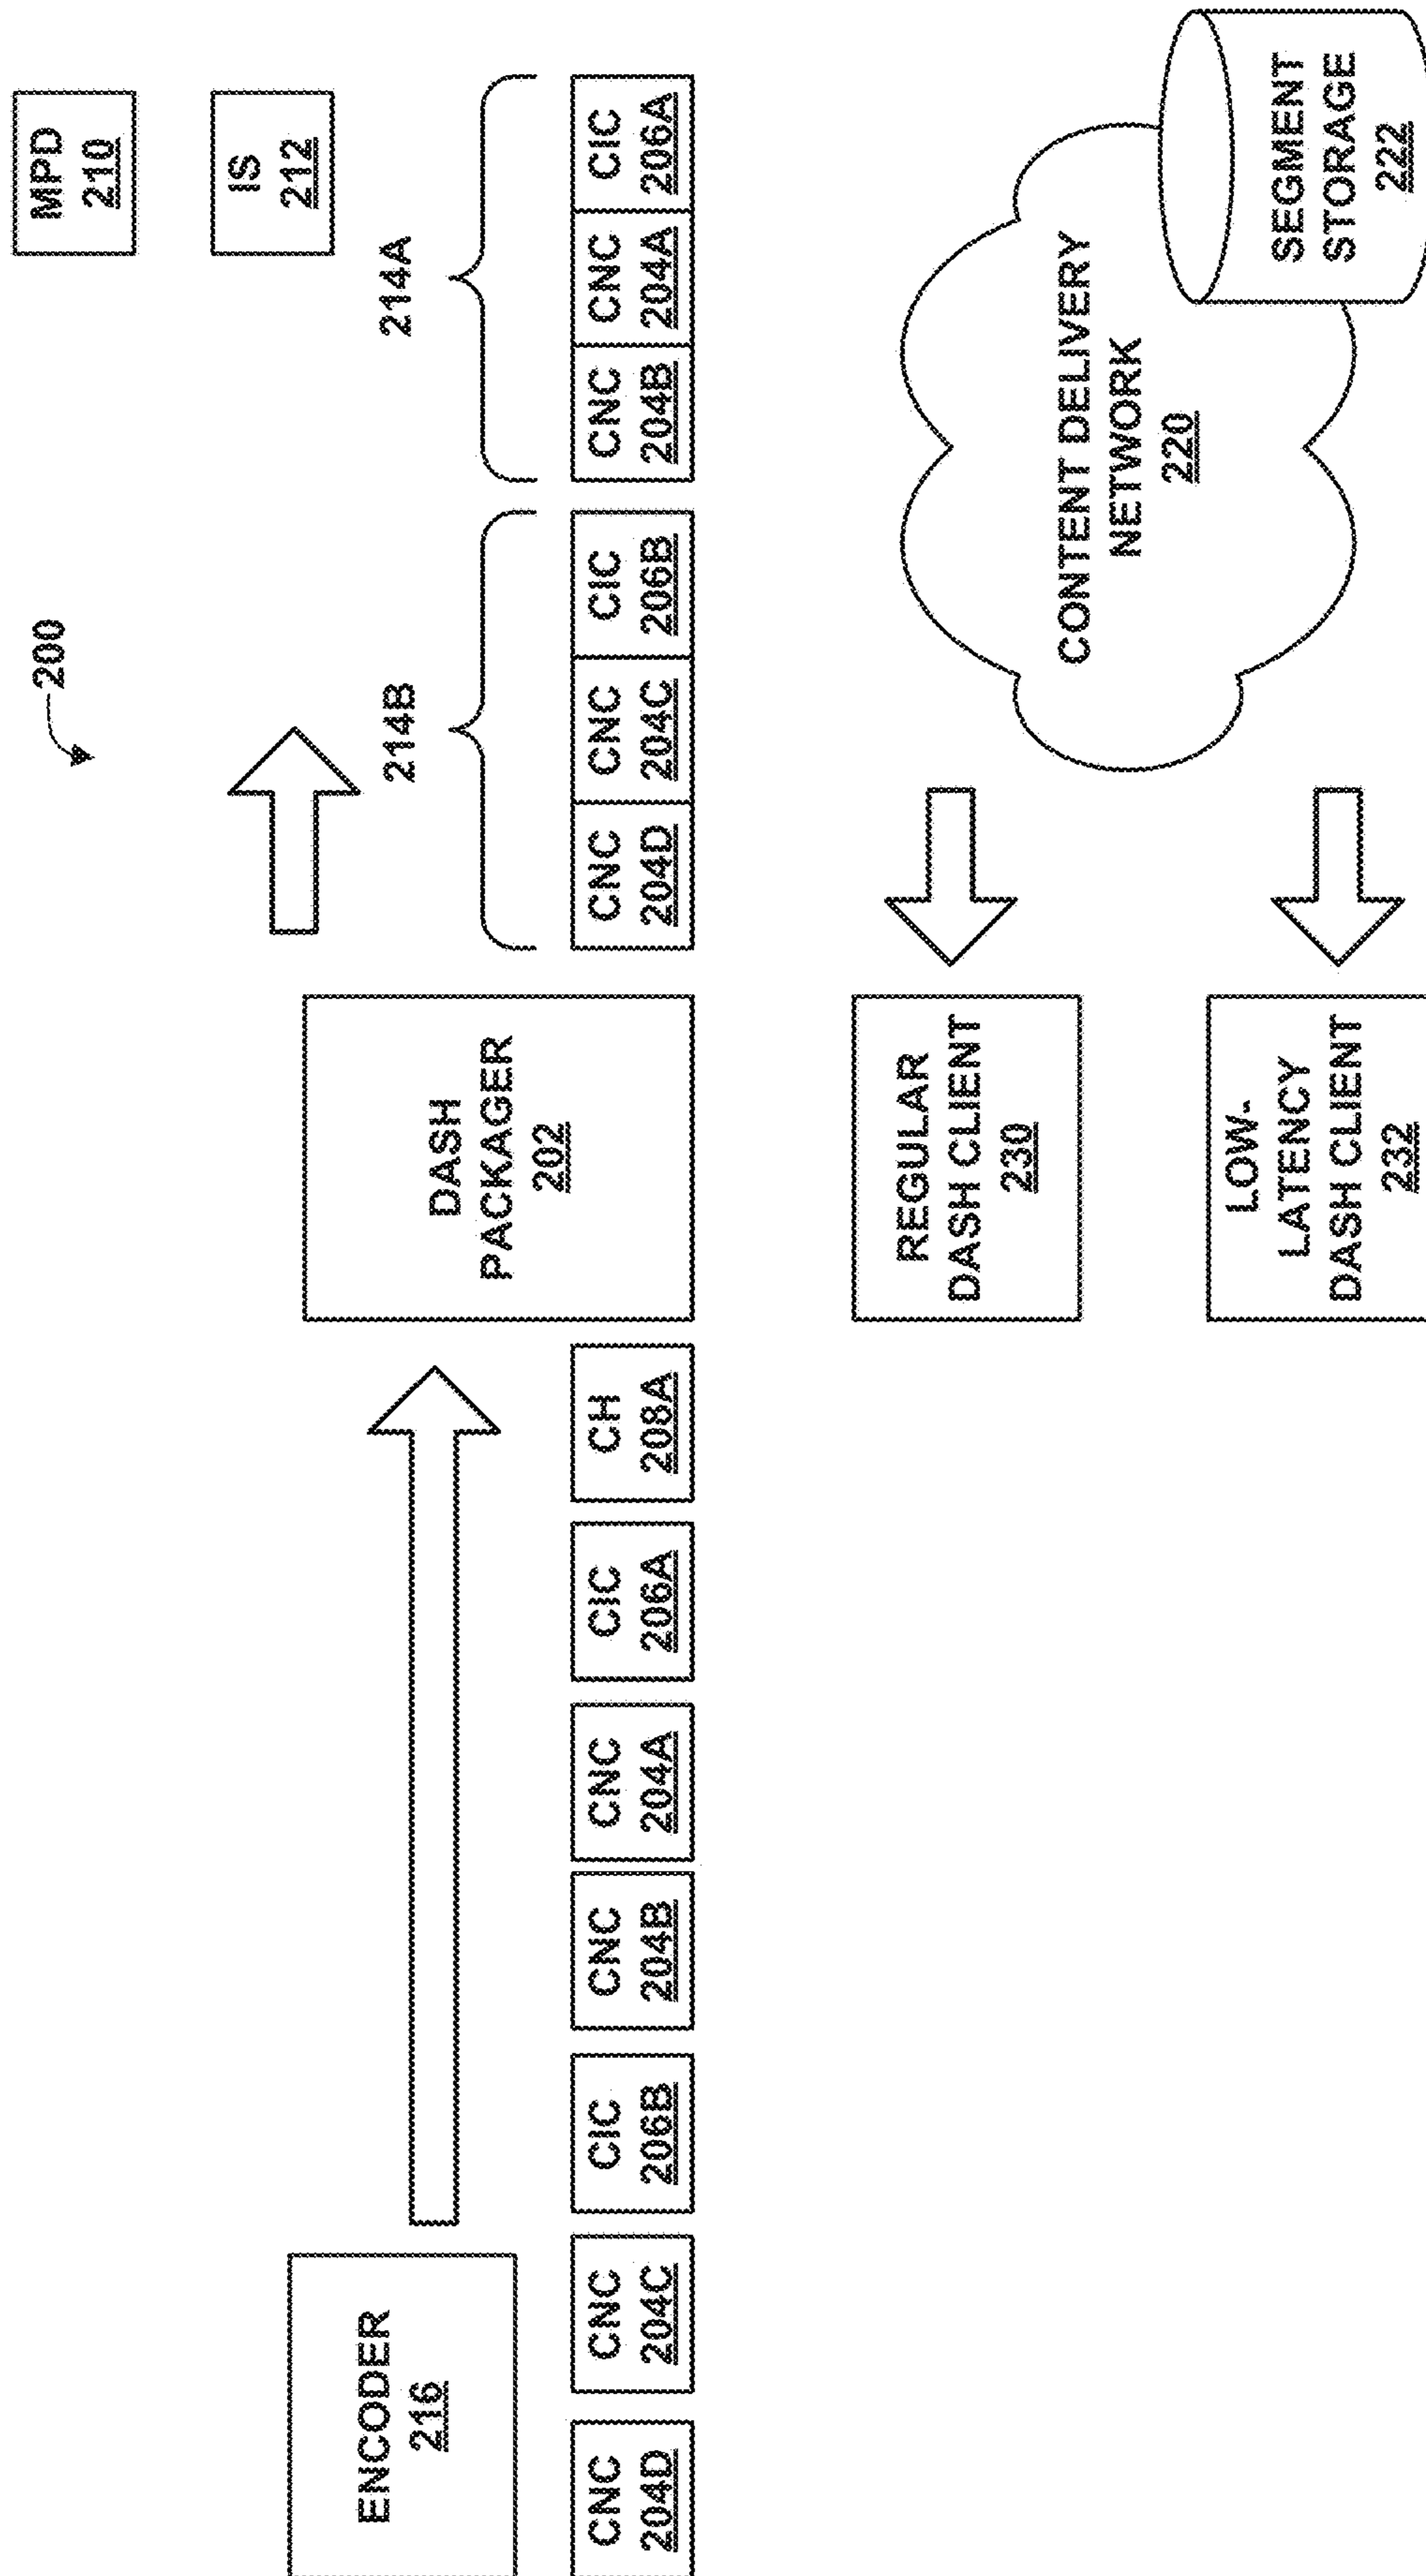 200
MPD
210
IS
212
ENCODER
216
DASH
PACKAGER
202
214B
214A
CNC
204D
CNC
204C
CIC
206B
CNC
204B
CNC
204A
CIC
206A
CH
208A
CNC
204D
CNC
204C
CIC
206B
CNC
204B
CNC
204A
CIC
206A
REGULAR
DASH CLIENT
230
LOW-
LATENCY
DASH CLIENT
232
CONTENT DELIVERY
NETWORK
220
SEGMENT
STORAGE
222